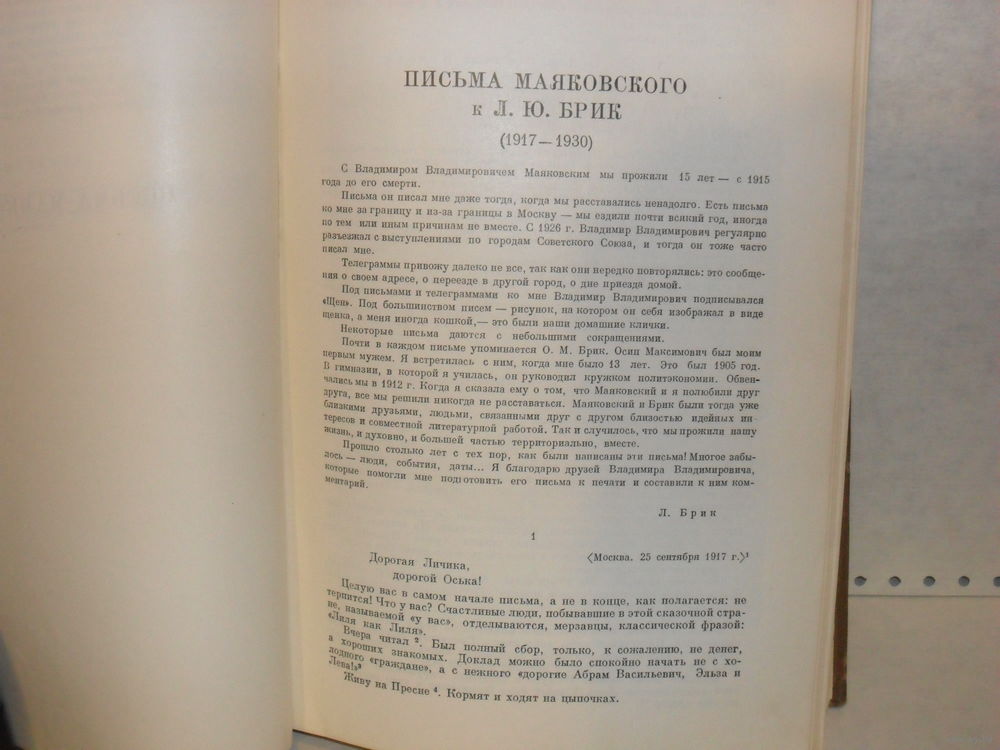 ПИСЬМА МАЯКОВСКОГО
к Л. Ю. БРИК
(1917—1930)
С Владимиром Владимировичем Маяковским мы прожили 15 лет — с 1915
года до его смерти.
Письма он писал мне даже тогда, когда мы расставались ненадолго. Есть письма
ко мне за границу и из-за границы в Москву — мы ездили почти всякий год, иногда
по тем или иным причинам не вместе. С 1926 г. Владимир Владимирович регулярно
разъезжал с выступлениями по городам Советского Союза, и тогда он тоже часто
писал мне.
Телеграммы привожу далеко не все, так как они нередко повторялись: это сообще-
ния о своем адресе, о переезде в другой город, о дне приезда домой.
Под письмами и телеграммами ко мне Владимир Владимирович подписывался
«Щен». Под большинством писем — рисунок, на котором он себя изображал в виде
щенка, а меня иногда кошкой,— это были наши домашние клички.
Некоторые письма даются с небольшими сокращениями.
Почти в каждом письме упоминается О. М. Брик. Осип Максимович был моим
первым мужем. Я встретилась с ним, когда мне было 13 лет. Это был 1905 год.
В гимназии, в которой я училась, он руководил кружком политэкономии. Обвен-
чались мы в 1912 г. Когда я сказала ему о том, что Маяковский и я полюбили друг
друга, все мы решили никогда не расставаться. Маяковский и Брик были тогда уже
близкими друзьями, людьми, связанными друг с другом близостью идейных ин-
тересов и совместной литературной работой. Так и случилось, что мы прожили нашу
жизнь, и духовно, и большей частью территориально, вместе.
Прошло столько лет с тех пор, как были написаны эти письма! Многое забы-
лось — люди, события, даты... Я благодарю друзей Владимира Владимировича,
которые помогли мне подготовить его письма к печати и составили к ним ком-
ментарий.
Л. Брик
1
〈Москва. 25 сентября 1917 г.〉¹
Дорогая Личика,
дорогой Оська!
Целую вас в самом начале письма, а не в конце, как полагается: не
терпится! Что у вас? Счастливые люди, побывавшие в этой сказочной стра-
не, называемой «у вас», отделываются, мерзавцы, классической фразой:
«Лиля как Лиля».
Вчера читал ². Был полный сбор, только, к сожалению, не денег,
а хороших знакомых. Доклад можно было спокойно начать не с хо-
лодного «граждане», а с нежного «дорогие Абрам Васильевич, Эльза и
Лева!»³
Живу на Пресне ⁴. Кормят и ходят на цыпочках.